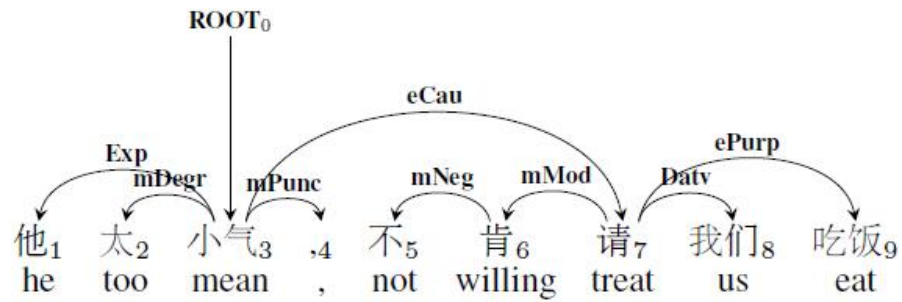 ROOT0
eCau
ePurp
Exp
mDegr mPunc mNeg mMod Datv
他1 太2 小气3 ,4 不5 肯6 请7 我们8 吃饭9
he too mean , not willing treat us eat